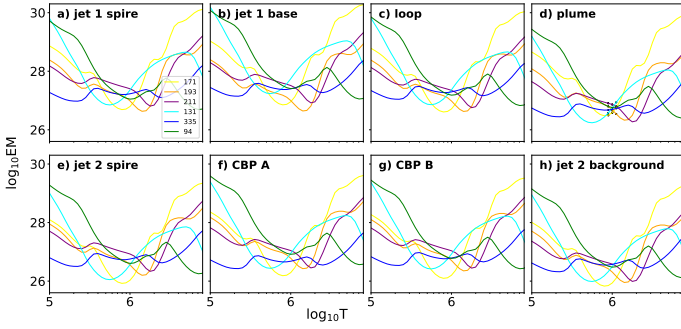 a) jet 1 spire
b) jet 1 base
c) loop
d) plume
30
28
26
171
193
211
131
335
94
log₁₀EM
e) jet 2 spire
f) CBP A
g) CBP B
h) jet 2 background
30
28
26
5
6
6
6
6
5
5
5
log₁₀T